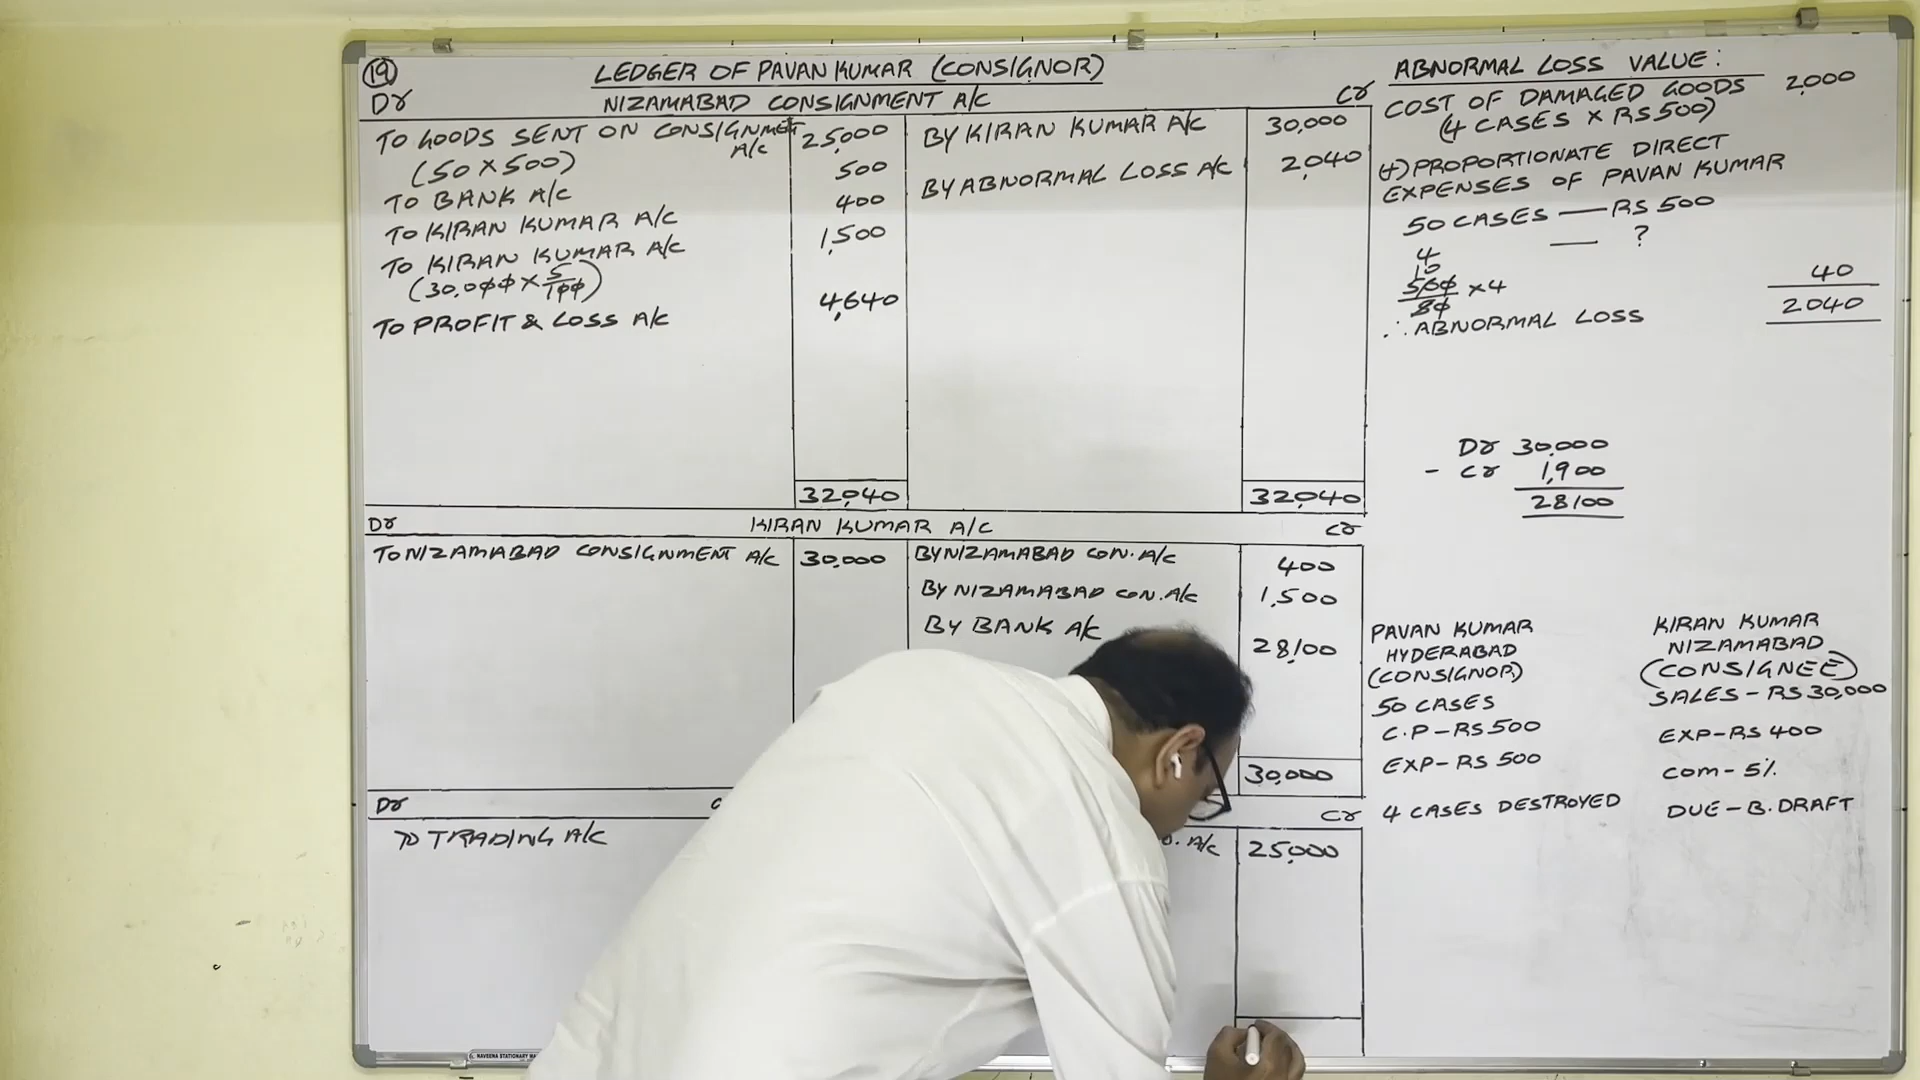 19
LEDGER OF PAVAN KUMAR (CONSIGNOR)
Dr NIZAMABAD CONSIGNMENT A/C Cr
TO GOODS SENT ON CONSIGNMENT A/C 25,000
(50 X 500)
TO BANK A/C 500
TO KIRAN KUMAR A/C 400
TO KIRAN KUMAR A/C 1,500
(30,000 X 5/100)
TO PROFIT & LOSS A/C 4,640
32,040
BY KIRAN KUMAR A/C 30,000
BY ABNORMAL LOSS A/C 2,040
32,040
Dr KIRAN KUMAR A/C Cr
TO NIZAMABAD CONSIGNMENT A/C 30,000
BY NIZAMABAD CON. A/C 400
BY NIZAMABAD CON. A/C 1,500
BY BANK A/C 28,100
30,000
Dr Cr
TO TRADING A/C
A/C 25,000
ABNORMAL LOSS VALUE:
COST OF DAMAGED GOODS 2,000
(4 CASES X RS 500)
(+) PROPORTIONATE DIRECT
EXPENSES OF PAVAN KUMAR
50 CASES — RS 500
4 — ?
10
500/50 X 4 40
∴ ABNORMAL LOSS 2040
Dr 30,000
- Cr 1,900
28100
PAVAN KUMAR
HYDERABAD
(CONSIGNOR)
50 CASES
C.P - RS 500
EXP - RS 500
4 CASES DESTROYED
KIRAN KUMAR
NIZAMABAD
(CONSIGNEE)
SALES - RS 30,000
EXP - RS 400
COM - 5%
DUE - B. DRAFT
NAVEENA STATIONARY